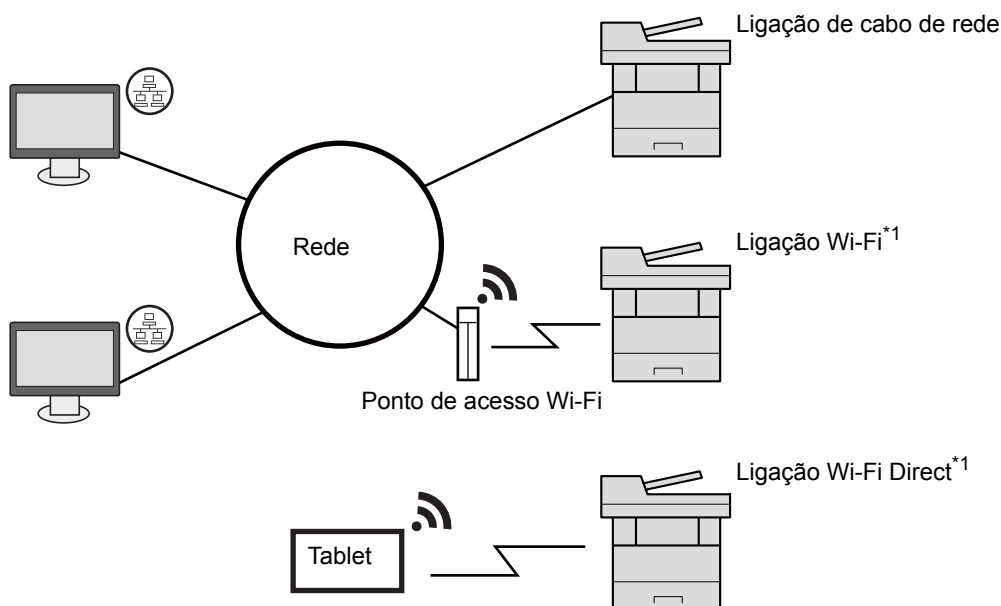 Ligação de cabo de rede
Rede
Ligação Wi-Fi*1
Ponto de acesso Wi-Fi
Ligação Wi-Fi Direct*1
Tablet